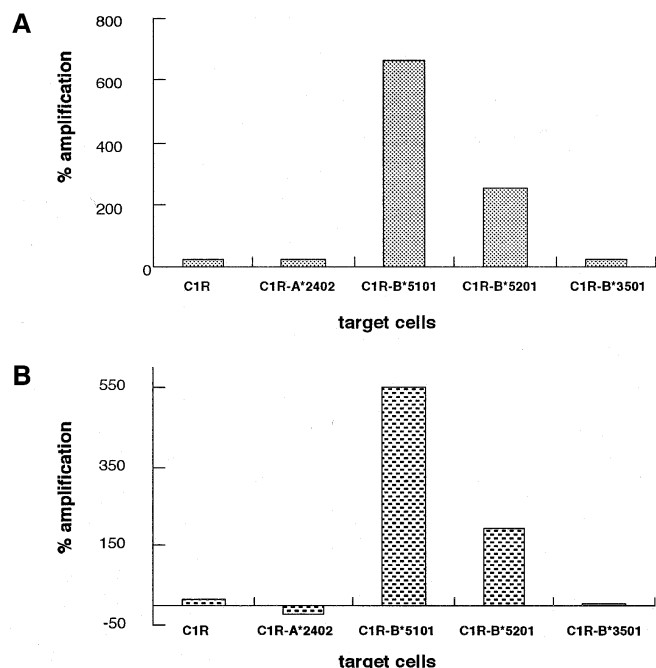 A
% amplification
800
600
400
200
0
C1R C1R-A*2402 C1R-B*5101 C1R-B*5201 C1R-B*3501
target cells
B
% amplification
550
350
150
-50
C1R C1R-A*2402 C1R-B*5101 C1R-B*5201 C1R-B*3501
target cells